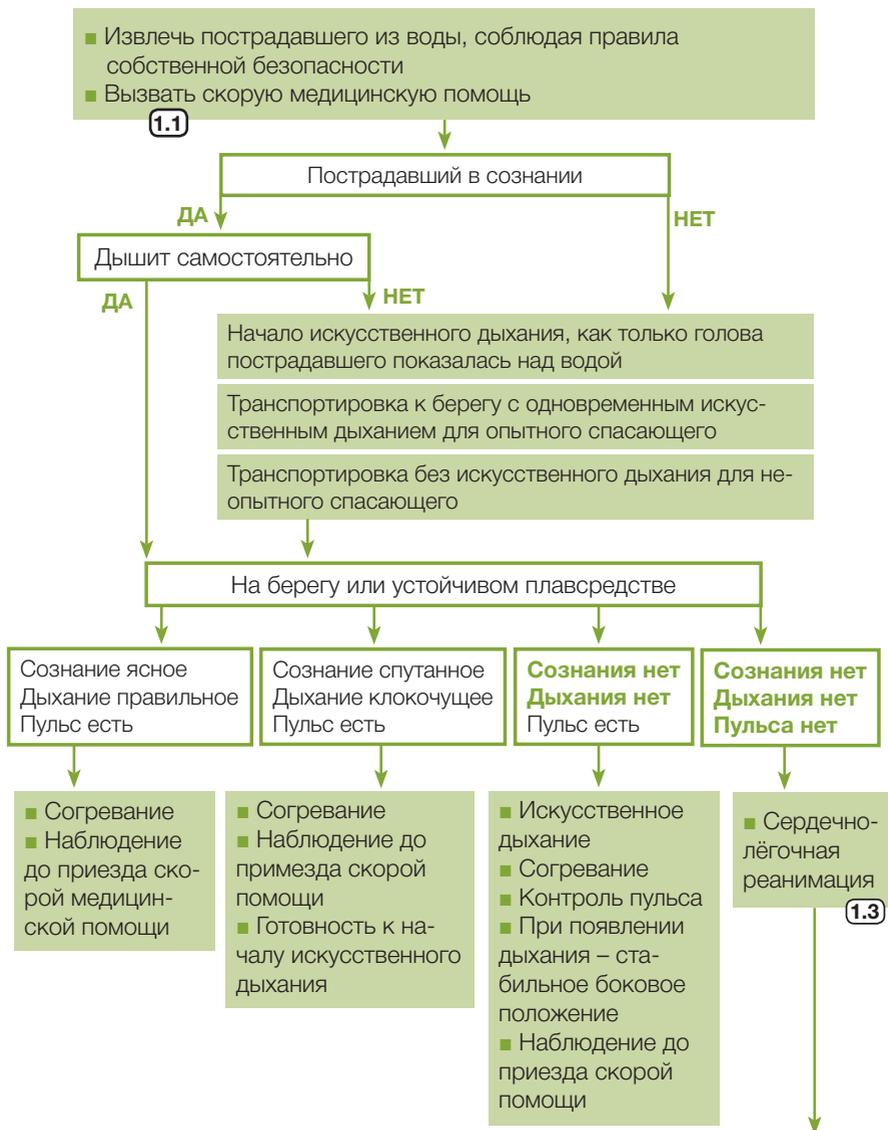 ■ Извлечь пострадавшего из воды, соблюдая правила
собственной безопасности
■ Вызвать скорую медицинскую помощь
1.1
Пострадавший в сознании
ДА
НЕТ
Дышит самостоятельно
ДА
НЕТ
Начало искусственного дыхания, как только голова
пострадавшего показалась над водой
Транспортировка к берегу с одновременным искус-
ственным дыханием для опытного спасающего
Транспортировка без искусственного дыхания для не-
опытного спасающего
На берегу или устойчивом плавсредстве
Сознание ясное
Дыхание правильное
Пульс есть
Сознание спутанное
Дыхание клокочущее
Пульс есть
Сознания нет
Дыхания нет
Пульс есть
Сознания нет
Дыхания нет
Пульса нет
■ Согревание
■ Наблюдение
до приезда ско-
рой медицин-
ской помощи
■ Согревание
■ Наблюдение до
примезда скорой
помощи
■ Готовность к на-
чалу искусственного
дыхания
■ Искусственное
дыхание
■ Согревание
■ Контроль пульса
■ При появлении
дыхания – ста-
бильное боковое
положение
■ Наблюдение до
приезда скорой
помощи
■ Сердечно-
лёгочная
реанимация
1.3